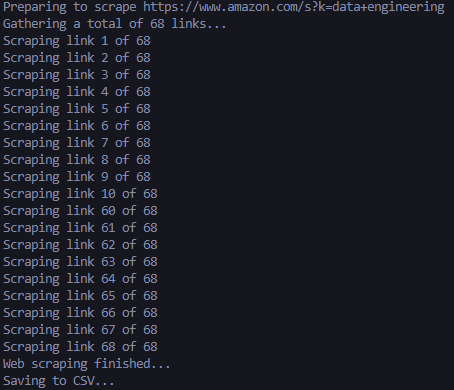 Preparing to scrape https://www.amazon.com/s?k=data+engineering
Gathering a total of 68 links...
Scraping link 1 of 68
Scraping link 2 of 68
Scraping link 3 of 68
Scraping link 4 of 68
Scraping link 5 of 68
Scraping link 6 of 68
Scraping link 7 of 68
Scraping link 8 of 68
Scraping link 9 of 68
Scraping link 10 of 68
Scraping link 60 of 68
Scraping link 61 of 68
Scraping link 62 of 68
Scraping link 63 of 68
Scraping link 64 of 68
Scraping link 65 of 68
Scraping link 66 of 68
Scraping link 67 of 68
Scraping link 68 of 68
Web scraping finished...
Saving to CSV...